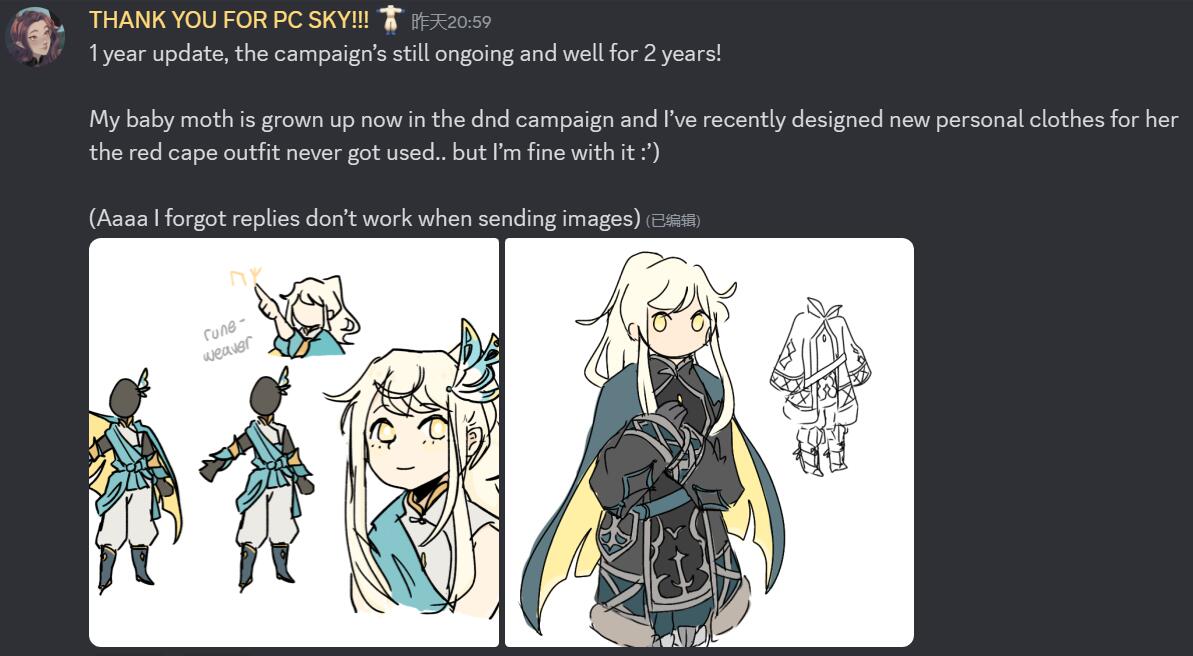 THANK YOU FOR PC SKY!!! 昨天20:59
1 year update, the campaign’s still ongoing and well for 2 years!
My baby moth is grown up now in the dnd campaign and I’ve recently designed new personal clothes for her
the red cape outfit never got used.. but I’m fine with it :’)
(Aaaa I forgot replies don’t work when sending images) (已编辑)
rune-
weaver